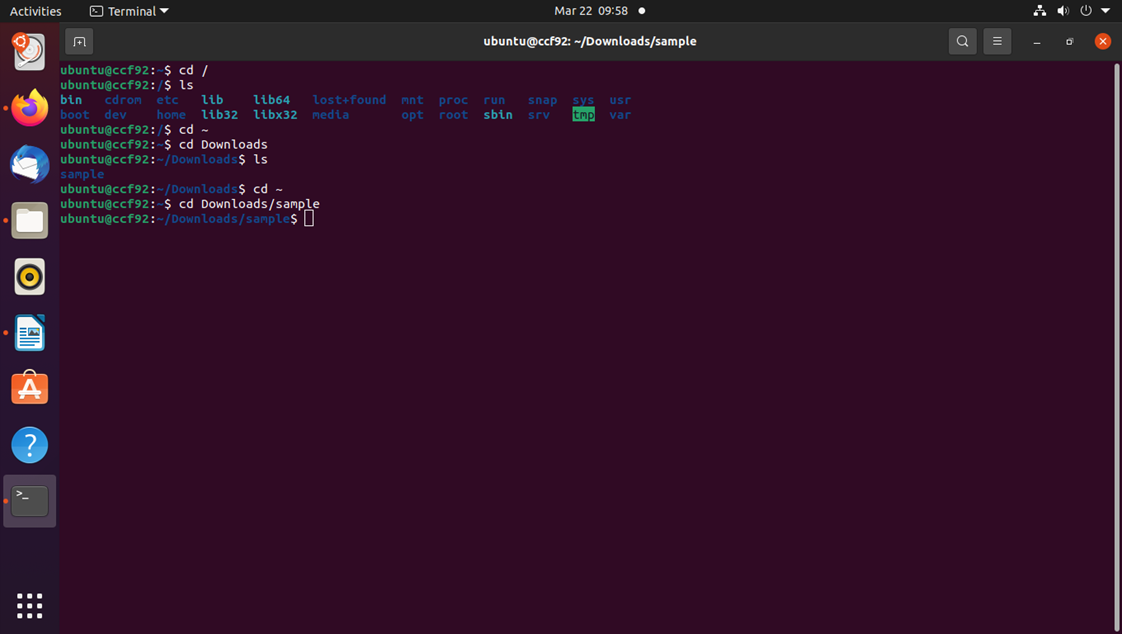 Activities Terminal Mar 22 09:58
ubuntu@ccf92: ~/Downloads/sample
ubuntu@ccf92:~$ cd /
ubuntu@ccf92:/$ ls
bin cdrom etc lib lib64 lost+found mnt proc run snap sys usr
boot dev home lib32 libx32 media opt root sbin srv tmp var
ubuntu@ccf92:/$ cd ~
ubuntu@ccf92:~$ cd Downloads
ubuntu@ccf92:~/Downloads$ ls
sample
ubuntu@ccf92:~/Downloads$ cd ~
ubuntu@ccf92:~$ cd Downloads/sample
ubuntu@ccf92:~/Downloads/sample$